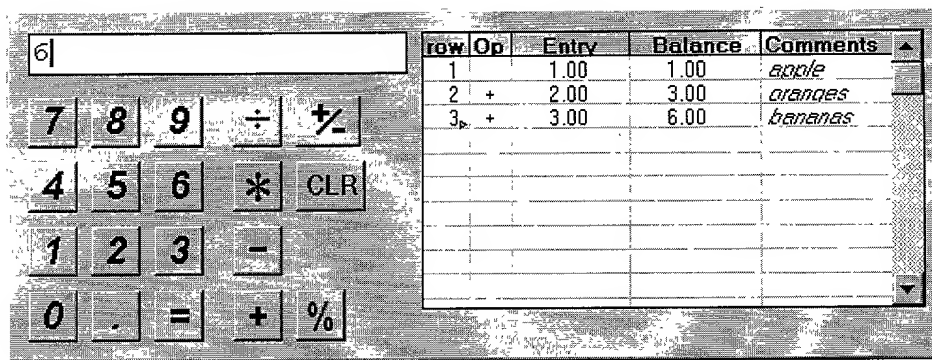 6
7 8 9 ÷ +/-
4 5 6 * CLR
1 2 3 -
0 . = + %
row Op Entry Balance Comments
1 1.00 1.00 apple
2 + 2.00 3.00 oranges
3 + 3.00 6.00 bananas